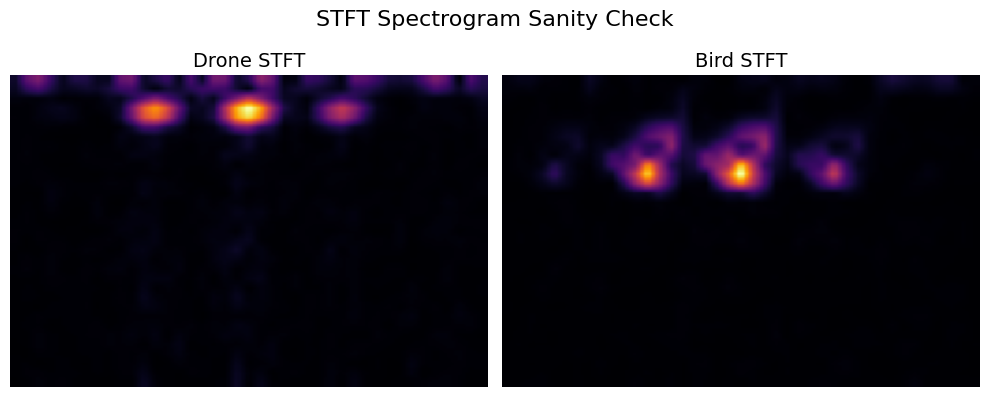 STFT Spectrogram Sanity Check
Drone STFT
Bird STFT